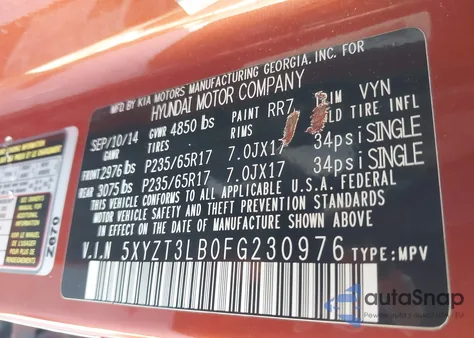 MFD. BY KIA MOTORS MANUFACTURING GEORGIA, INC. FOR
HYUNDAI MOTOR COMPANY
SEP/10/14 GVWR 4850 lbs PAINT RR7 VYN
GAWR TIRES RIMS TIRE INFL
FRONT 2976 lbs P235/65R17 7.0JX17 34psi SINGLE
REAR 3075 lbs P235/65R17 7.0JX17 34psi SINGLE
THIS VEHICLE CONFORMS TO ALL APPLICABLE U.S.A. FEDERAL
MOTOR VEHICLE SAFETY AND THEFT PREVENTION STANDARDS
IN EFFECT ON THE DATE OF MANUFACTURE SHOWN ABOVE
V.I.N 5XYZT3LB0FG230976 TYPE:MPV
Z670
autaSnap